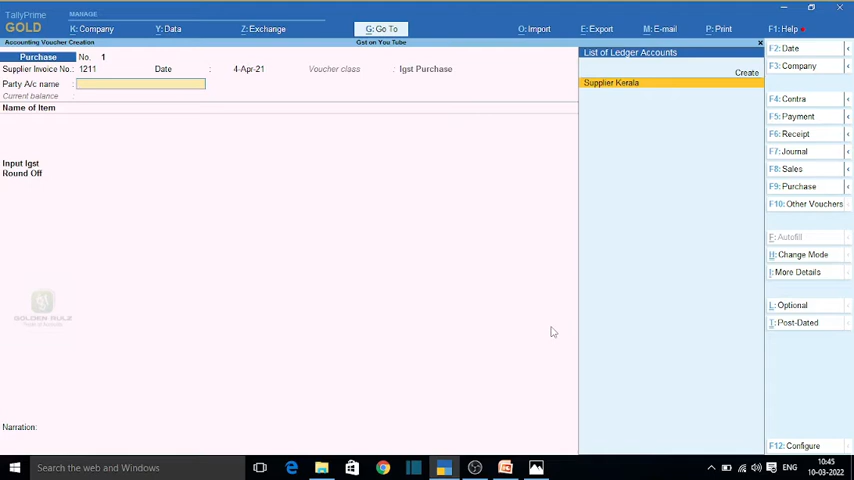 TallyPrime
GOLD
MANAGE
K: Company
Y: Data
Z: Exchange
G: Go To
O: Import
E: Export
M: E-mail
P: Print
F1: Help
Accounting Voucher Creation
Gst on You Tube
Purchase
No. 1
Supplier Invoice No.: 1211
Date : 4-Apr-21
Voucher class : Igst Purchase
Party A/c name :
Current balance :
Name of Item
Input Igst
Round Off
GOLDEN RULZ
Narration:
List of Ledger Accounts
Create
Supplier Kerala
F2: Date
F3: Company
F4: Contra
F5: Payment
F6: Receipt
F7: Journal
F8: Sales
F9: Purchase
F10: Other Vouchers
F: Autofill
H: Change Mode
I: More Details
L: Optional
T: Post-Dated
F12: Configure
Search the web and Windows
ENG
10:45
10-03-2022